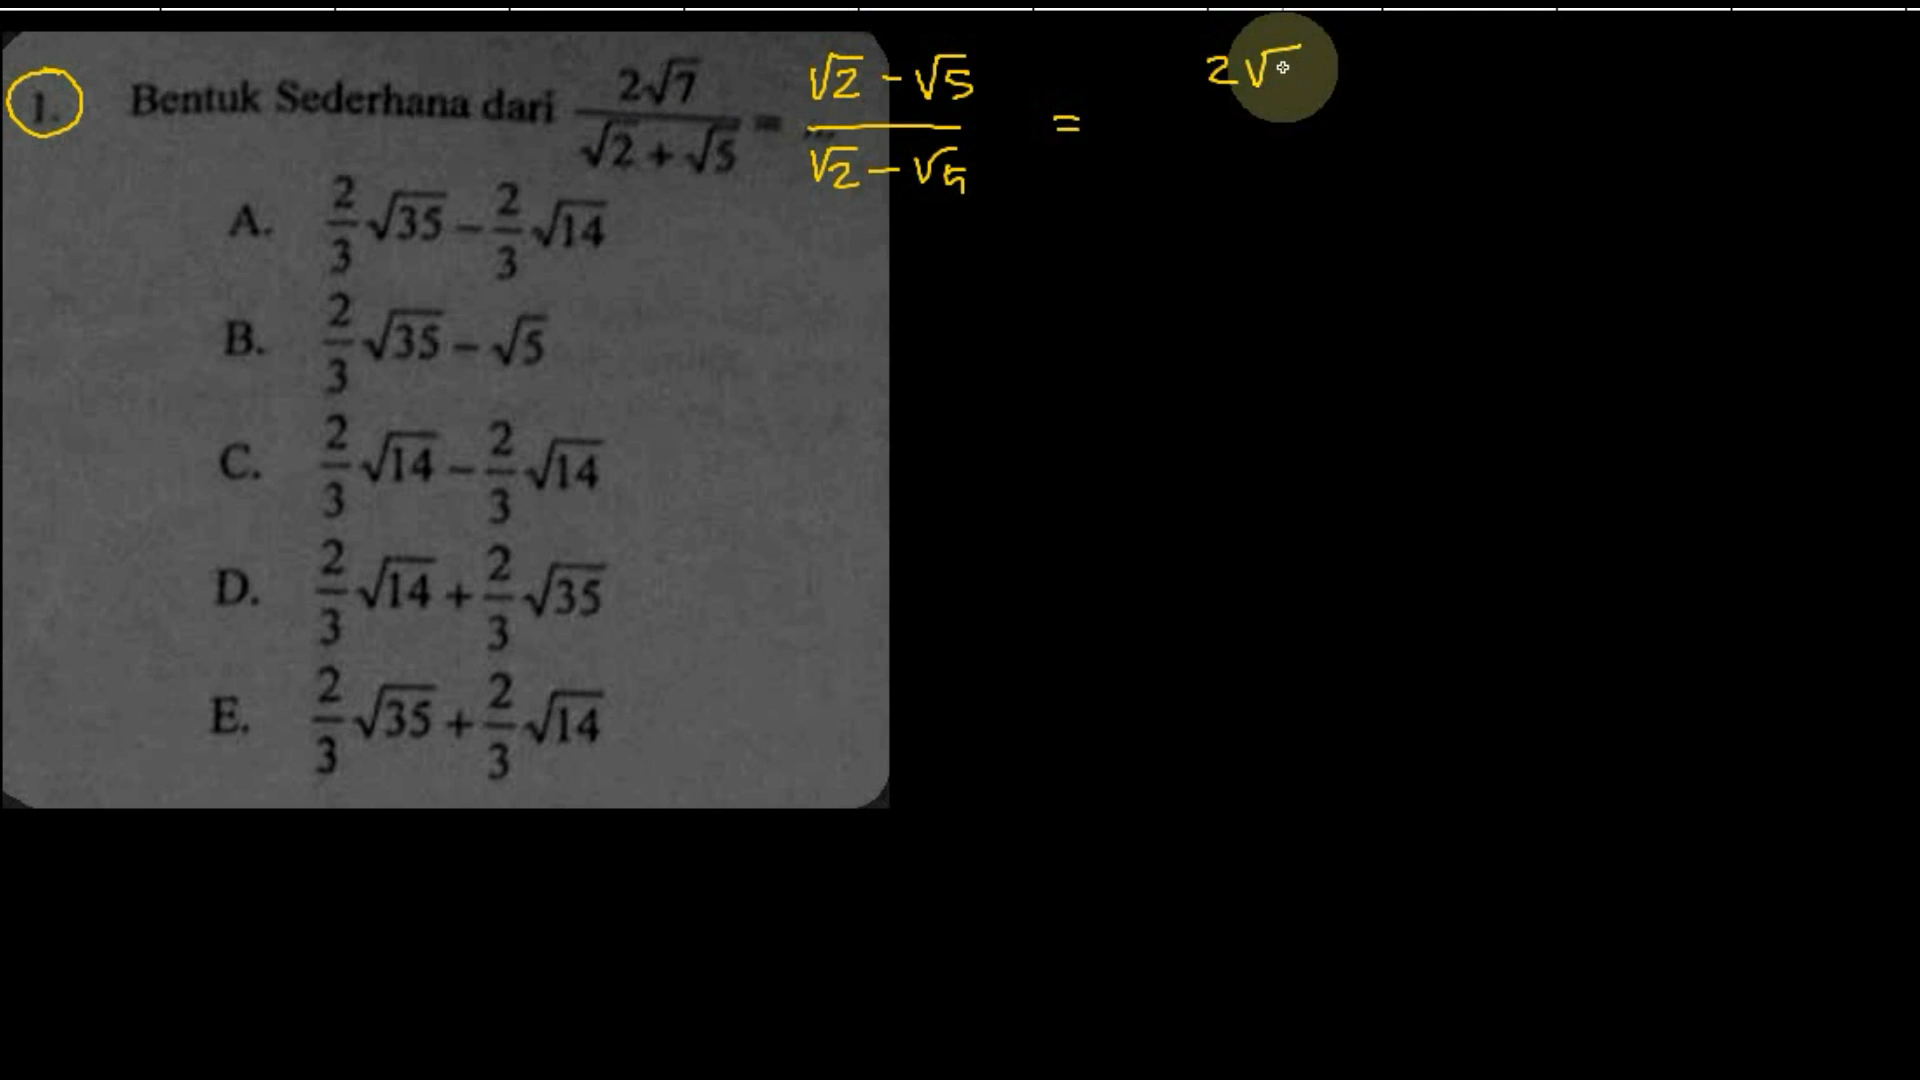 1. Bentuk Sederhana dari 2√7 / √2 + √5 = ... √2 - √5 / √2 - √5 = 2√
A. 2/3 √35 – 2/3 √14
B. 2/3 √35 – √5
C. 2/3 √14 – 2/3 √14
D. 2/3 √14 + 2/3 √35
E. 2/3 √35 + 2/3 √14